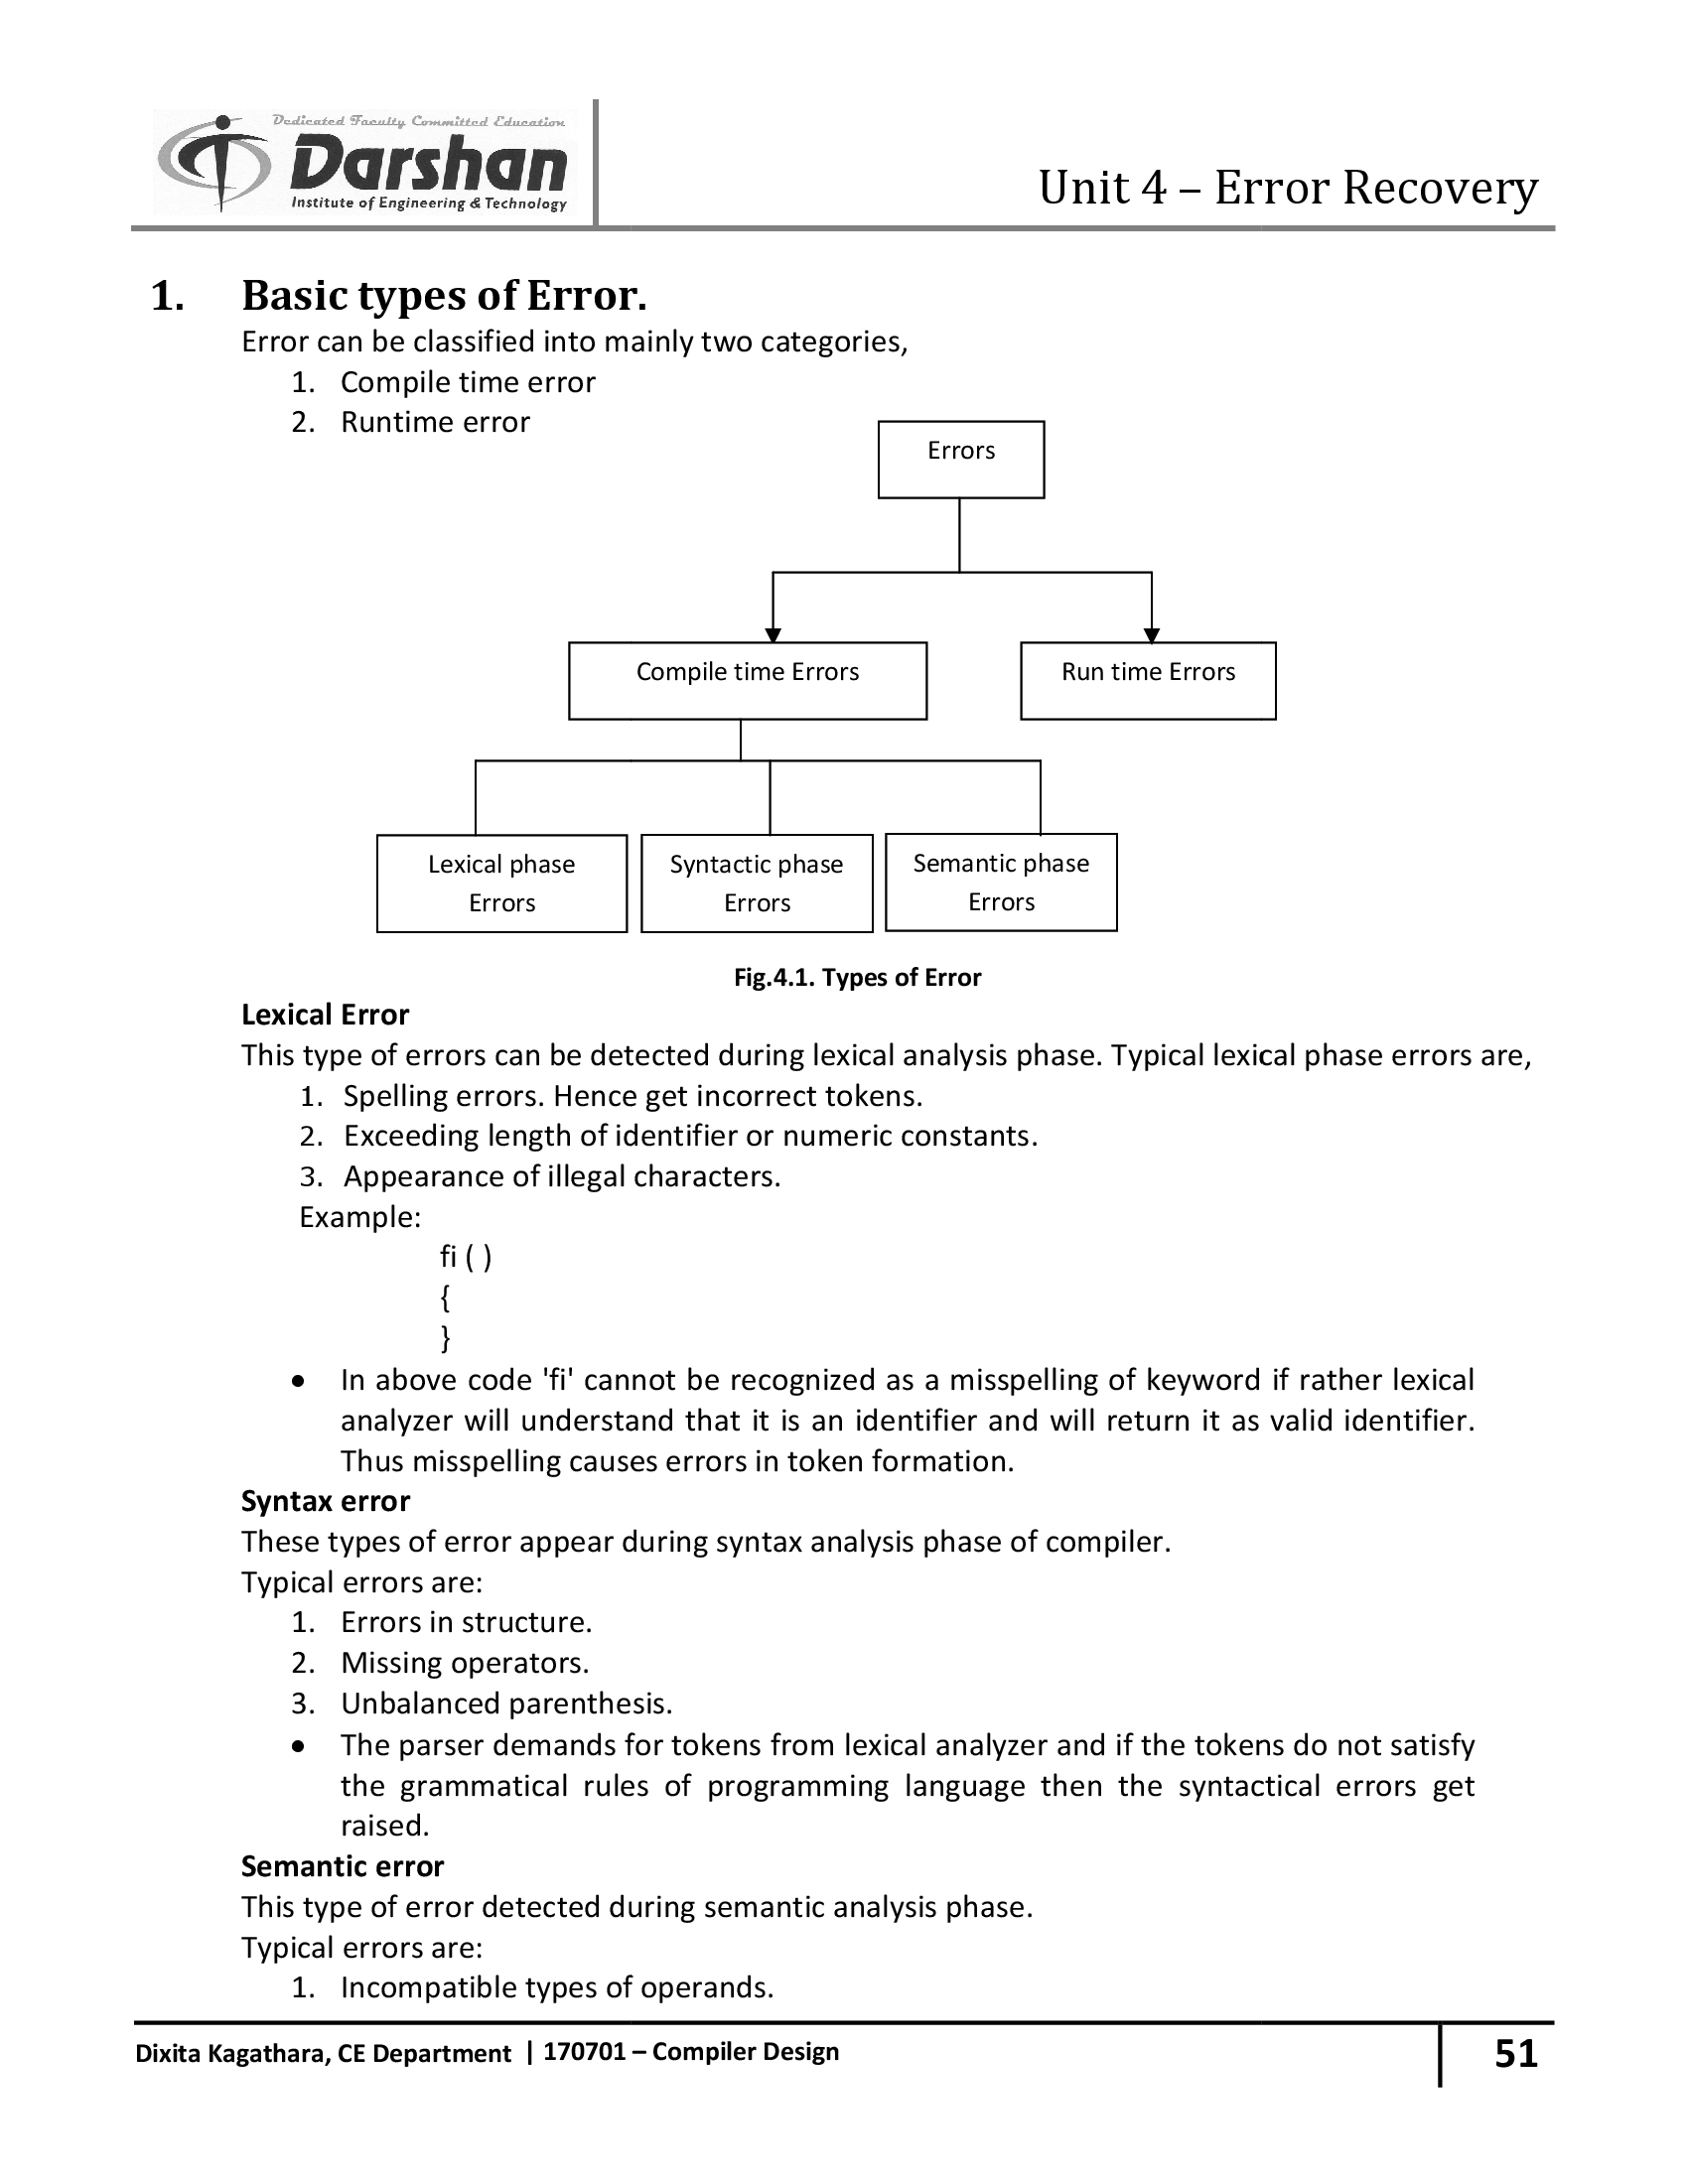 Dedicated Faculty Committed Education
Darshan
Institute of Engineering & Technology
Unit 4 – Error Recovery
1. Basic types of Error.
Error can be classified into mainly two categories,
1. Compile time error
2. Runtime error
Errors
Compile time Errors
Run time Errors
Lexical phase
Errors
Syntactic phase
Errors
Semantic phase
Errors
Fig.4.1. Types of Error
Lexical Error
This type of errors can be detected during lexical analysis phase. Typical lexical phase errors are,
1. Spelling errors. Hence get incorrect tokens.
2. Exceeding length of identifier or numeric constants.
3. Appearance of illegal characters.
Example:
fi ( )
{
}
• In above code 'fi' cannot be recognized as a misspelling of keyword if rather lexical
analyzer will understand that it is an identifier and will return it as valid identifier.
Thus misspelling causes errors in token formation.
Syntax error
These types of error appear during syntax analysis phase of compiler.
Typical errors are:
1. Errors in structure.
2. Missing operators.
3. Unbalanced parenthesis.
• The parser demands for tokens from lexical analyzer and if the tokens do not satisfy
the grammatical rules of programming language then the syntactical errors get
raised.
Semantic error
This type of error detected during semantic analysis phase.
Typical errors are:
1. Incompatible types of operands.
Dixita Kagathara, CE Department | 170701 – Compiler Design
51